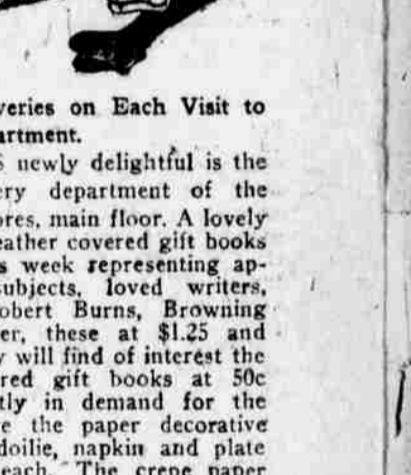 veries on Each Visit to
artment.
S newly delightful is the
ery department of the
ores, main floor. A lovely
eather covered gift books
s week representing ap-
subjects, loved writers,
obert Burns, Browning
er, these at $1.25 and
y will find of interest the
red gift books at 50c
tly in demand for the
e the paper decorative
doilie, napkin and plate
each. The crepe paper